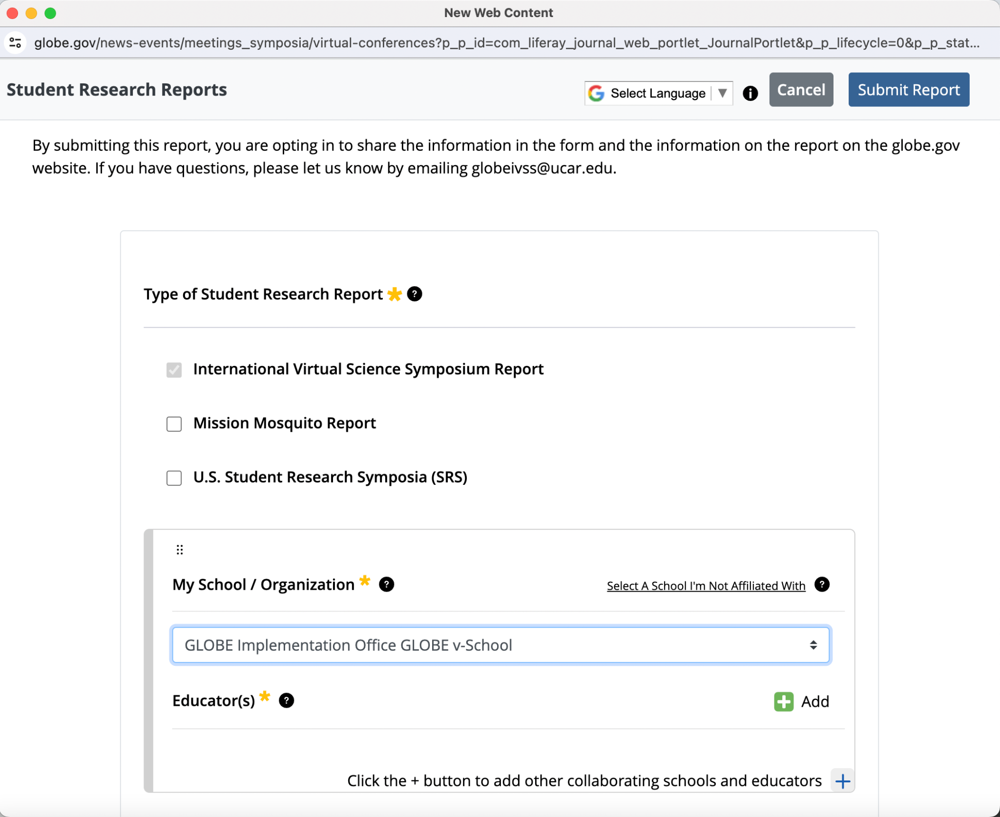 New Web Content
globe.gov/news-events/meetings_symposia/virtual-conferences?p_p_id=com_liferay_journal_web_portlet_JournalPortlet&p_p_lifecycle=0&p_p_stat...
Student Research Reports
Select Language ▼
Cancel
Submit Report
By submitting this report, you are opting in to share the information in the form and the information on the report on the globe.gov
website. If you have questions, please let us know by emailing globeivss@ucar.edu.
Type of Student Research Report * ?
International Virtual Science Symposium Report
Mission Mosquito Report
U.S. Student Research Symposia (SRS)
My School / Organization * ?
Select A School I'm Not Affiliated With ?
GLOBE Implementation Office GLOBE v-School
Educator(s) * ?
Add
Click the + button to add other collaborating schools and educators +